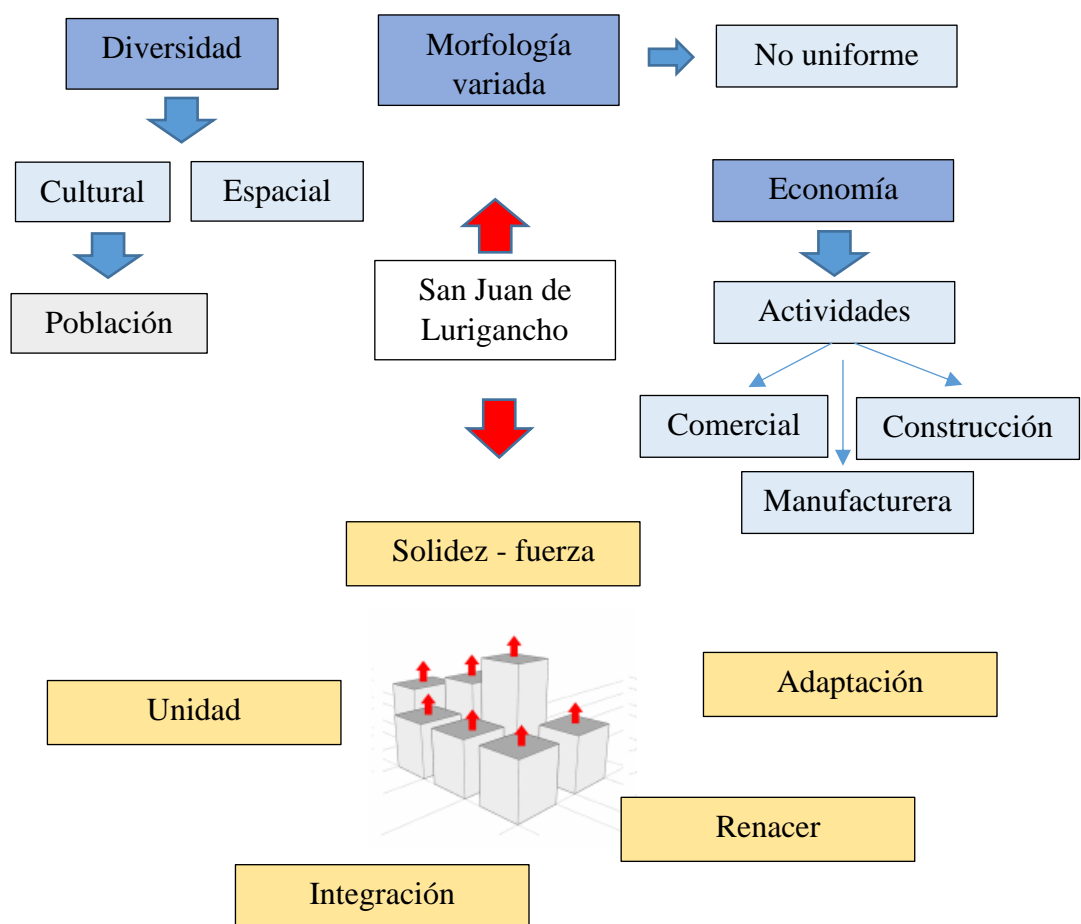 Diversidad
Morfología
variada
No uniforme
Cultural
Espacial
Economía
Población
San Juan de
Lurigancho
Actividades
Comercial
Construcción
Manufacturera
Solidez - fuerza
Unidad
Adaptación
Renacer
Integración